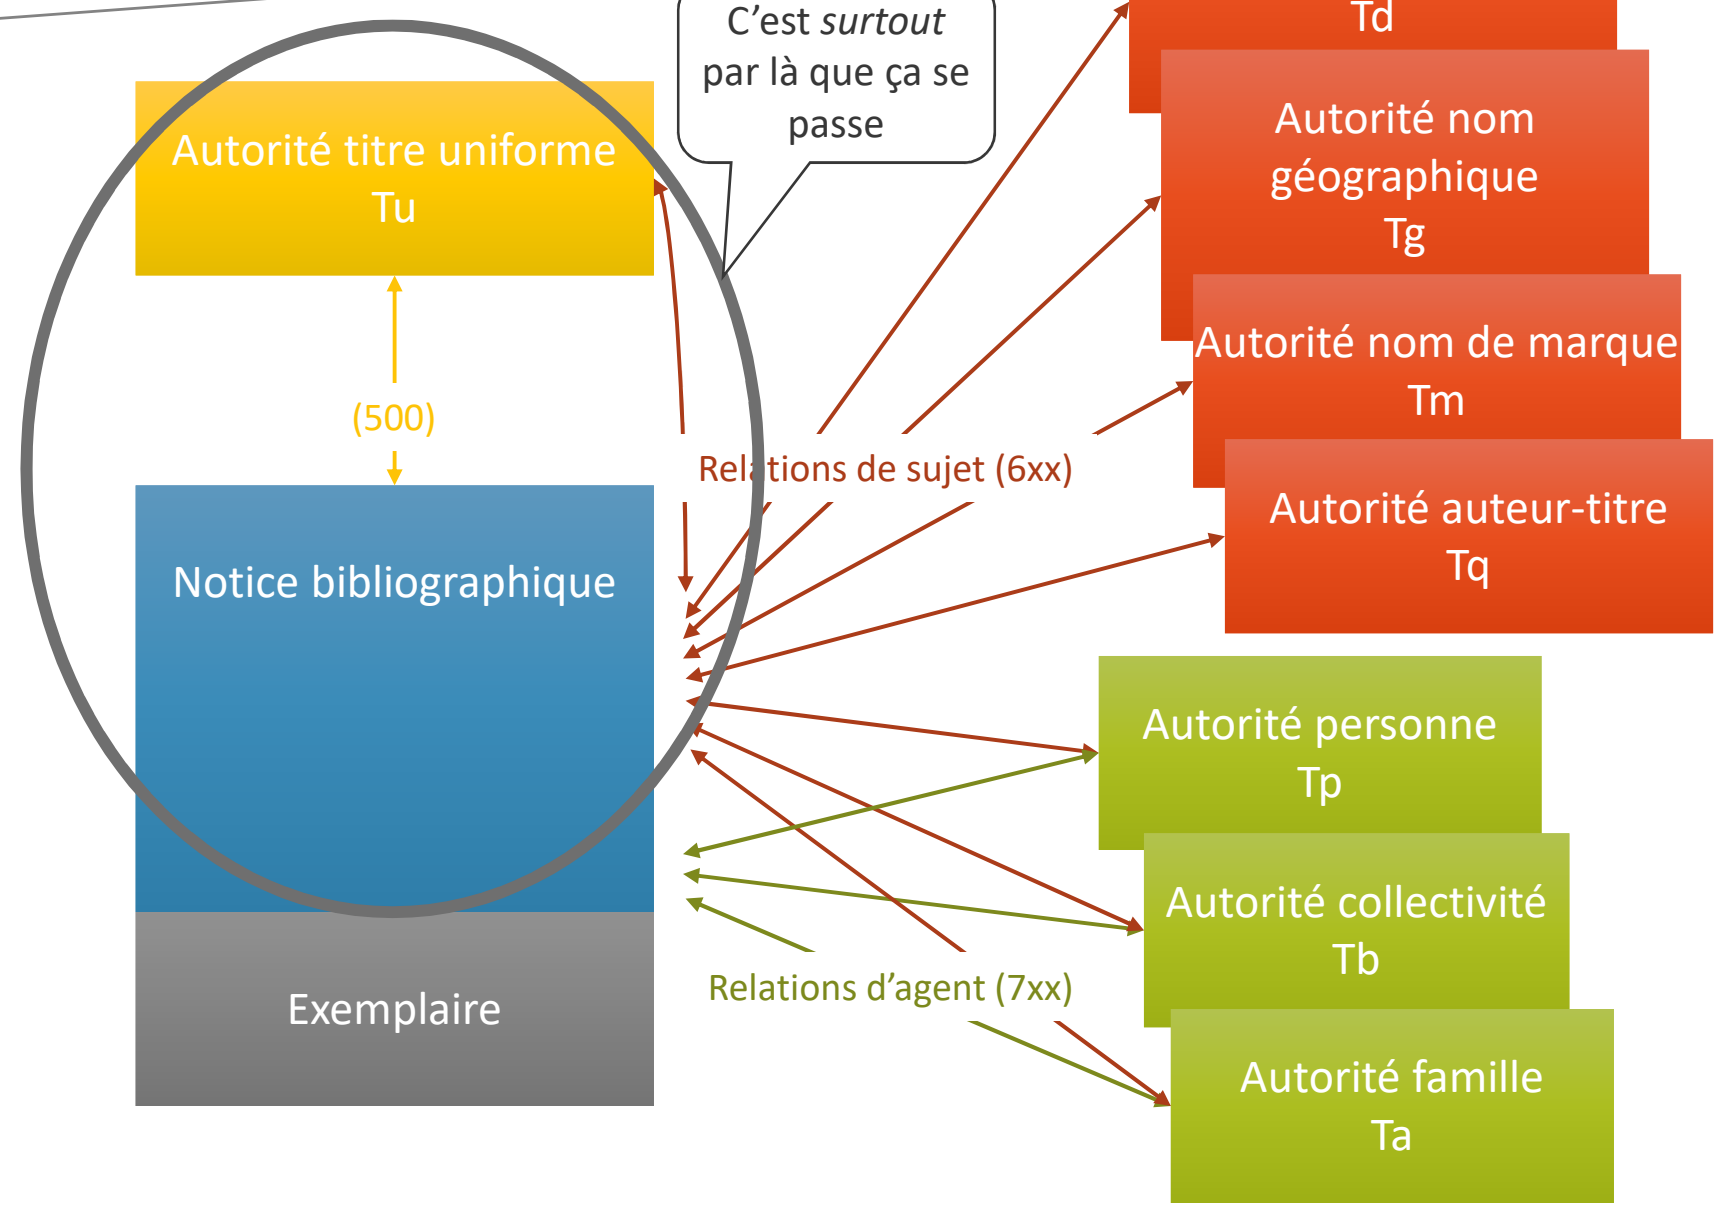 C’est surtout
par là que ça se
passe
Autorité titre uniforme
Tu
(500)
Notice bibliographique
Exemplaire
Relations de sujet (6xx)
Relations d’agent (7xx)
Td
Autorité nom
géographique
Tg
Autorité nom de marque
Tm
Autorité auteur-titre
Tq
Autorité personne
Tp
Autorité collectivité
Tb
Autorité famille
Ta